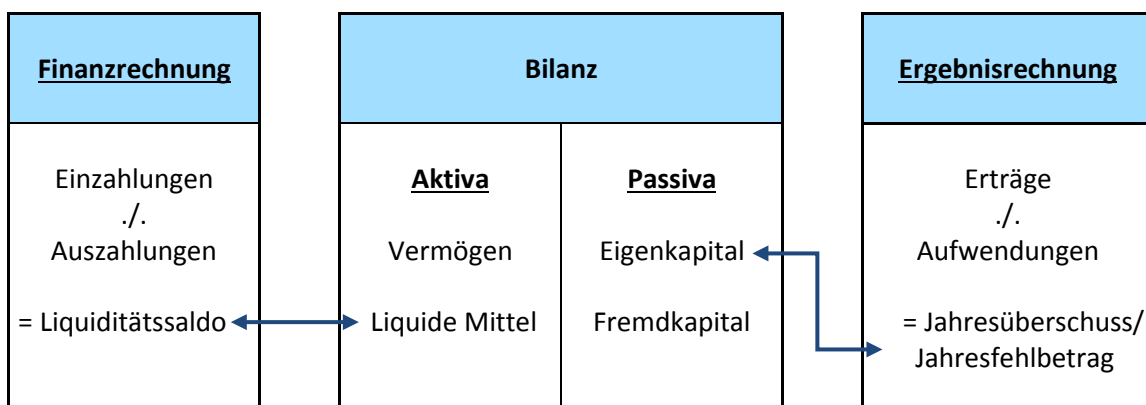 Finanzrechnung
Einzahlungen
./.
Auszahlungen
= Liquiditätssaldo
Bilanz
Aktiva
Vermögen
Liquide Mittel
Passiva
Eigenkapital
Fremdkapital
Ergebnisrechnung
Erträge
./.
Aufwendungen
= Jahresüberschuss/
Jahresfehlbetrag